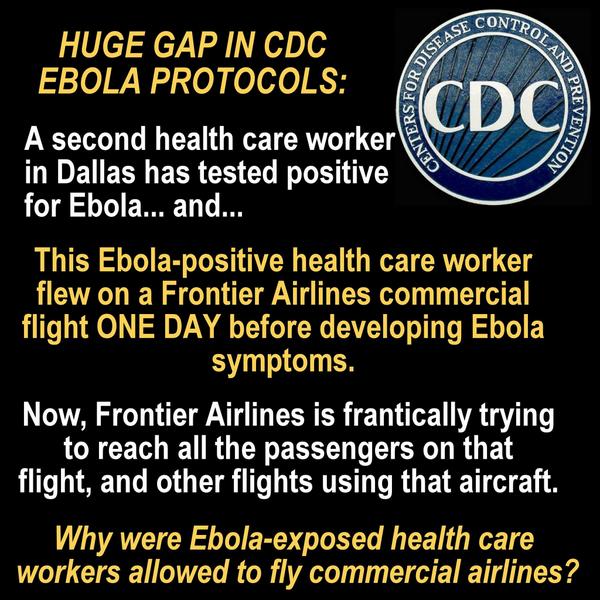 HUGE GAP IN CDC
EBOLA PROTOCOLS:
CENTERS FOR DISEASE CONTROL AND PREVENTION
CDC
A second health care worker
in Dallas has tested positive
for Ebola... and...
This Ebola-positive health care worker
flew on a Frontier Airlines commercial
flight ONE DAY before developing Ebola
symptoms.
Now, Frontier Airlines is frantically trying
to reach all the passengers on that
flight, and other flights using that aircraft.
Why were Ebola-exposed health care
workers allowed to fly commercial airlines?